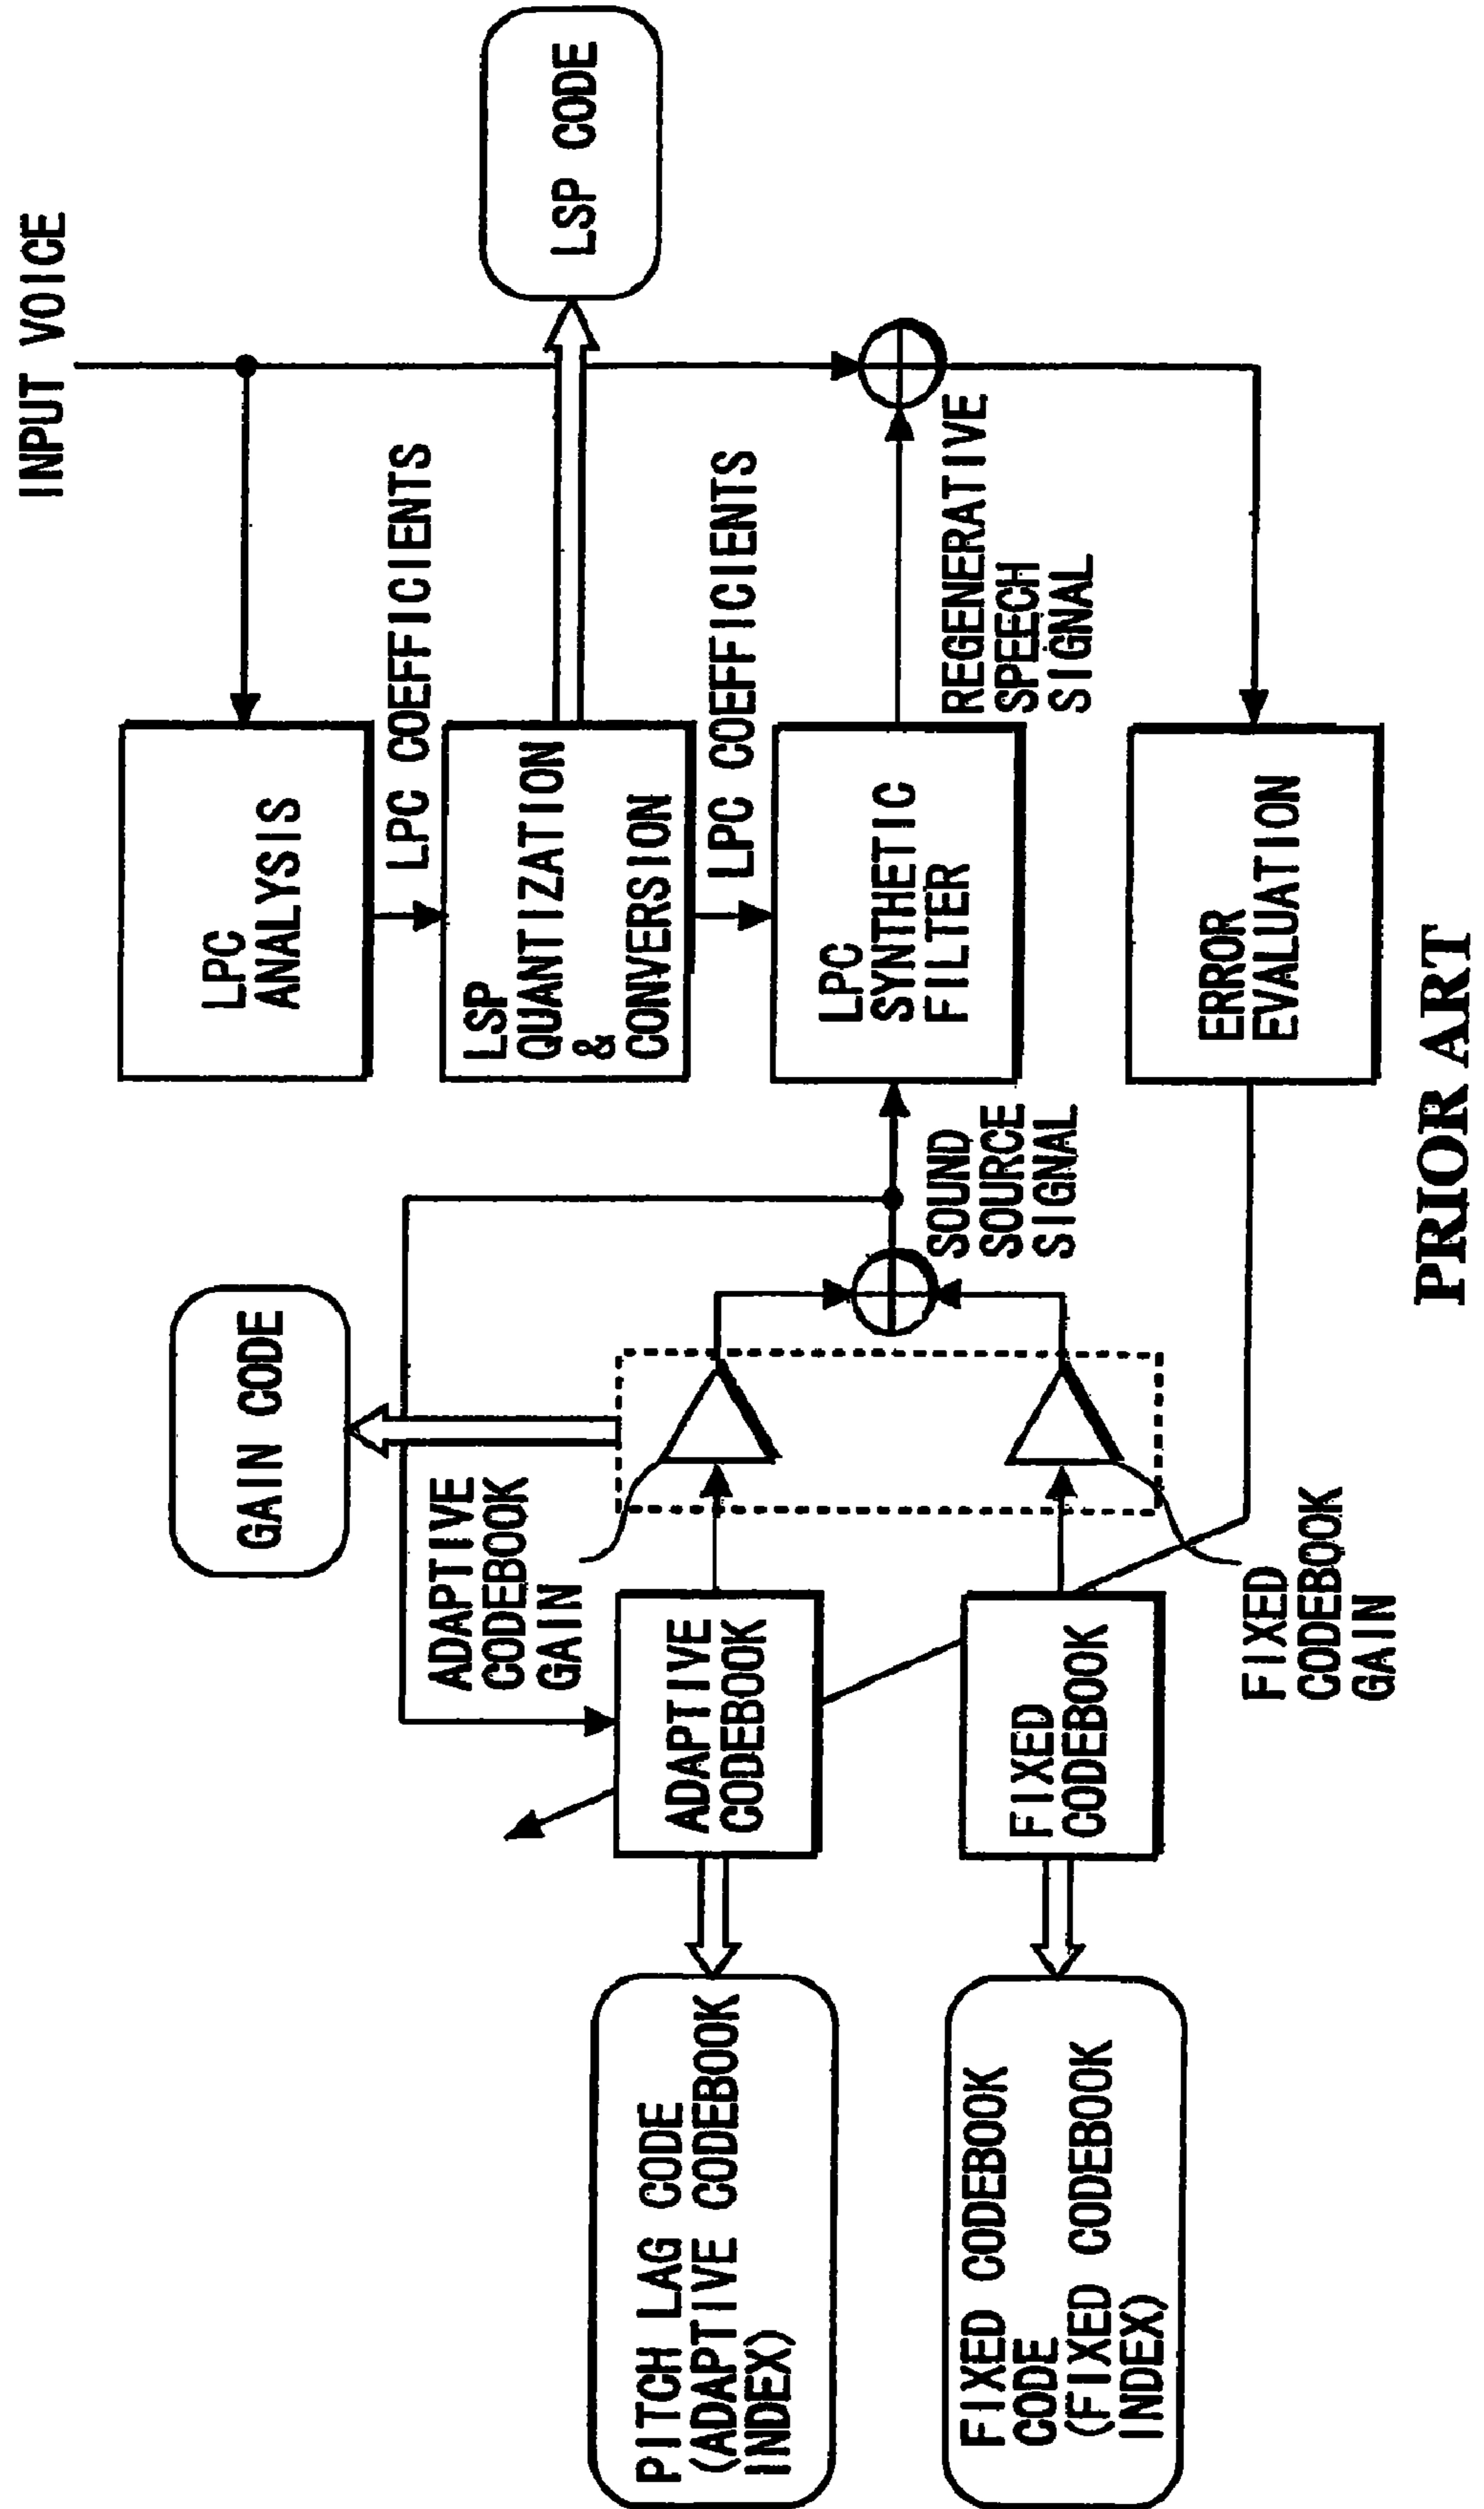 INPUT VOICE
LPC
ANALYSIS
LPC COEFFICIENTS
LSP
QUANTIZATION
&
CONVERSION
LSP CODE
LPC COEFFICIENTS
LPC
SYNTHETIC
FILTER
REGENERATIVE
SPEECH
SIGNAL
ERROR
EVALUATION
GAIN CODE
ADAPTIVE
CODEBOOK
GAIN
SOUND
SOURCE
SIGNAL
ADAPTIVE
CODEBOOK
FIXED
CODEBOOK
FIXED
CODEBOOK
GAIN
PITCH LAG CODE
(ADAPTIVE CODEBOOK
INDEX)
FIXED CODEBOOK
CODE
(FIXED CODEBOOK
INDEX)
PRIOR ART